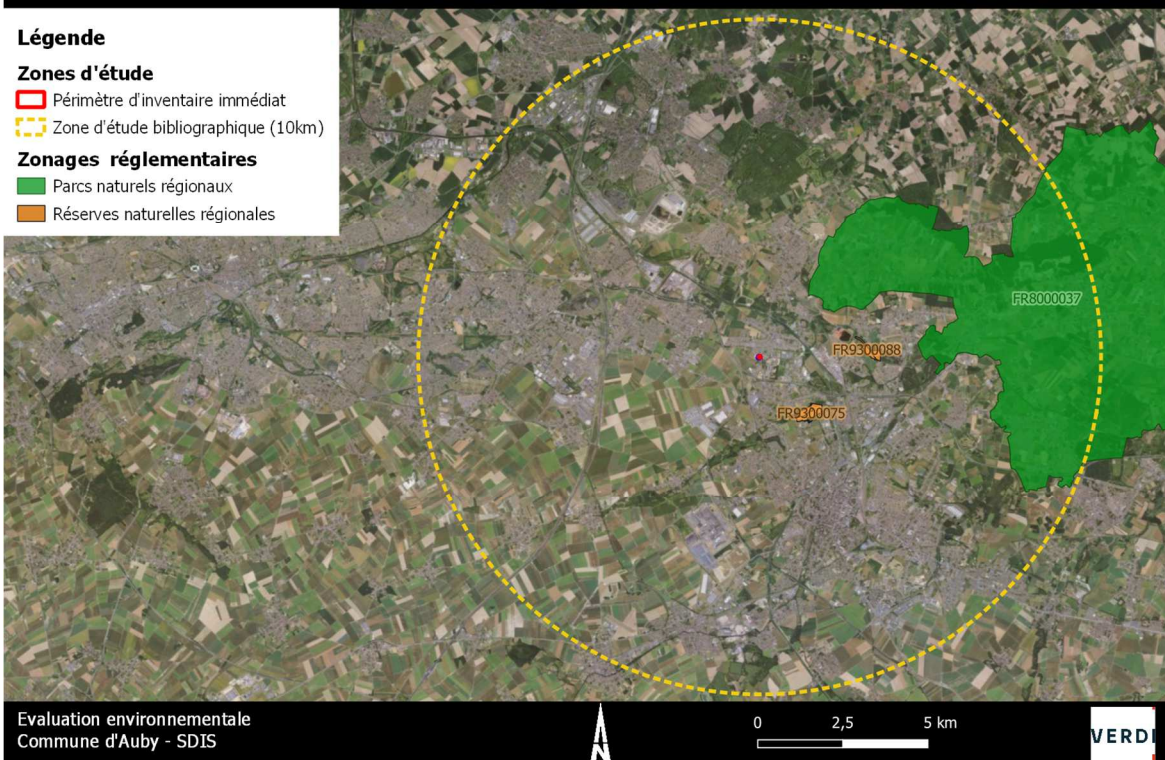 Légende
Zones d'étude
Périmètre d'inventaire immédiat
Zone d'étude bibliographique (10km)
Zonages réglementaires
Parcs naturels régionaux
Réserves naturelles régionales
FR8000037
FR9300088
FR9300075
Evaluation environnementale
Commune d'Auby - SDIS
N
0 2,5 5 km
VERDI